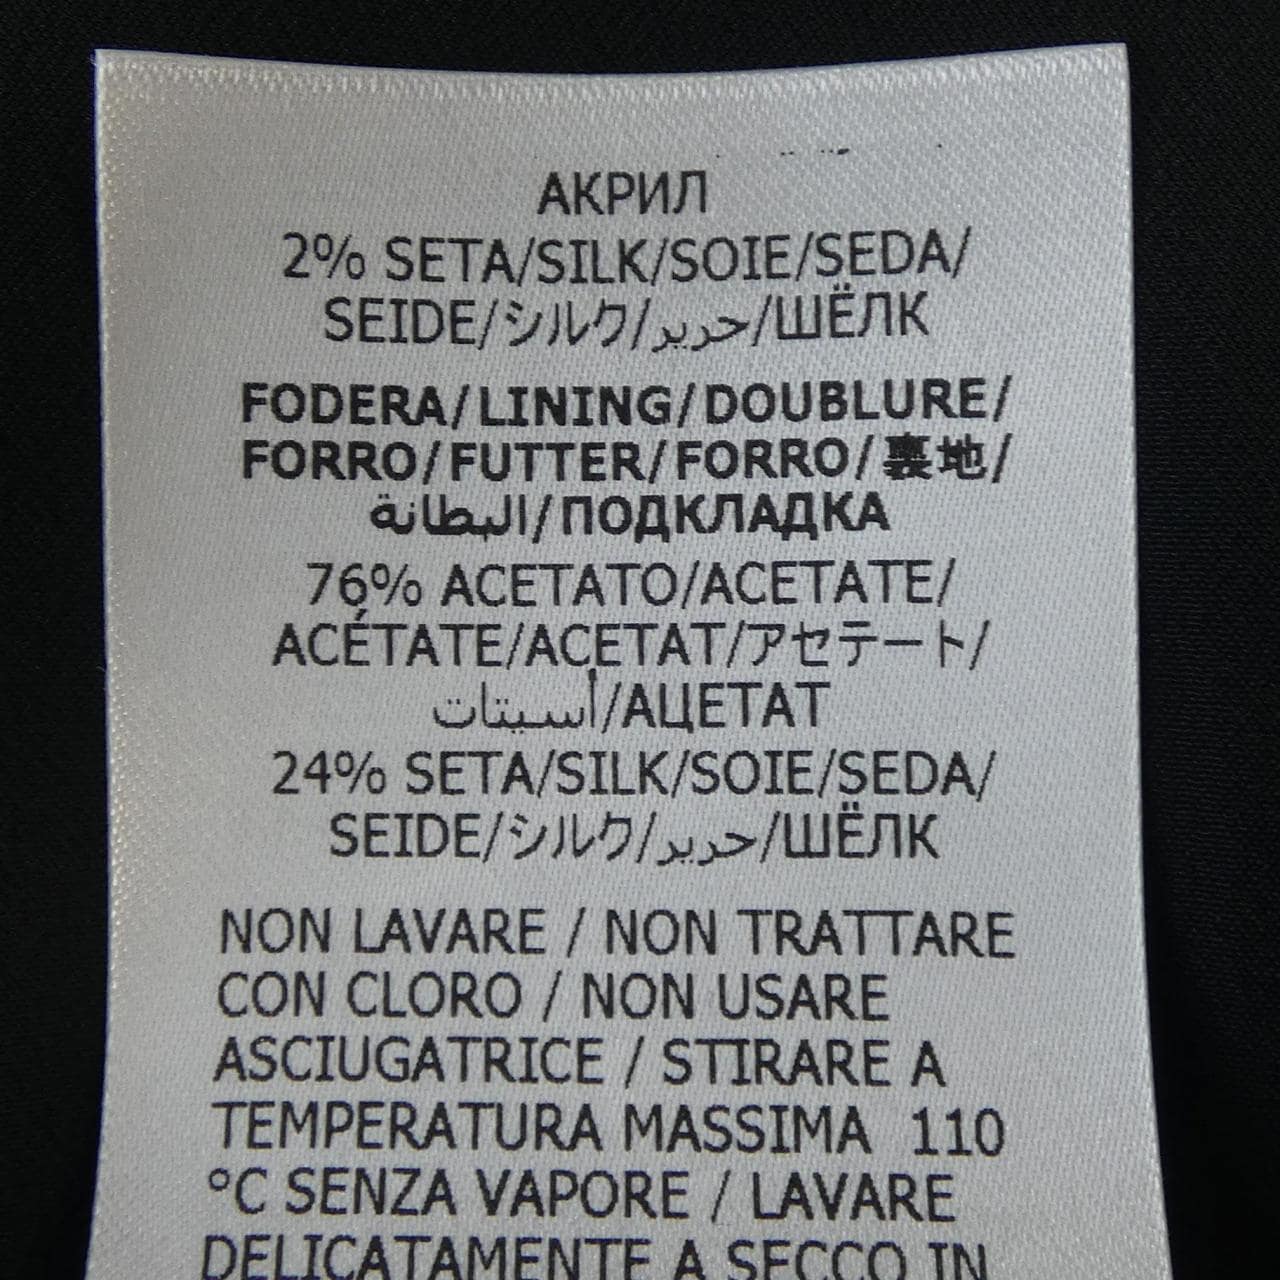 АКРИЛ
2% SETA/SILK/SOIE/SEDA/
SEIDE/シルク/حرير/ШЁЛК
FODERA/LINING/DOUBLURE/
FORRO/FUTTER/FORRO/裏地/
البطانة/ПОДКЛАДКА
76% ACETATO/ACETATE/
ACÉTATE/ACETAT/アセテート/
أسيتات/АЦЕТАТ
24% SETA/SILK/SOIE/SEDA/
SEIDE/シルク/حرير/ШЁЛК
NON LAVARE / NON TRATTARE
CON CLORO / NON USARE
ASCIUGATRICE / STIRARE A
TEMPERATURA MASSIMA 110
°C SENZA VAPORE / LAVARE
DELICATAMENTE A SECCO IN